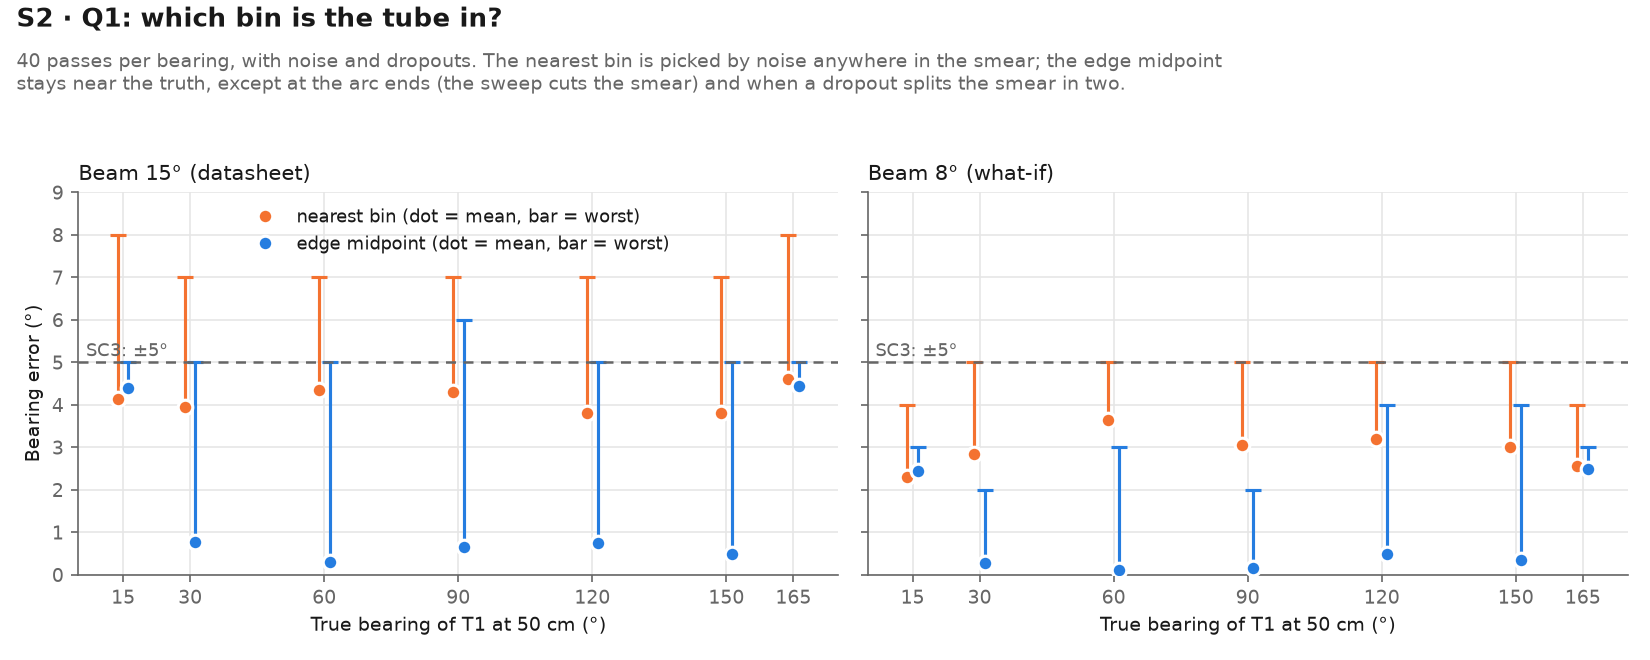 S2 · Q1: which bin is the tube in?
40 passes per bearing, with noise and dropouts. The nearest bin is picked by noise anywhere in the smear; the edge midpoint
stays near the truth, except at the arc ends (the sweep cuts the smear) and when a dropout splits the smear in two.
Beam 15° (datasheet)
nearest bin (dot = mean, bar = worst)
edge midpoint (dot = mean, bar = worst)
SC3: ±5°
Bearing error (°)
9
8
7
6
5
4
3
2
1
0
15 30 60 90 120 150 165
True bearing of T1 at 50 cm (°)
Beam 8° (what-if)
SC3: ±5°
15 30 60 90 120 150 165
True bearing of T1 at 50 cm (°)